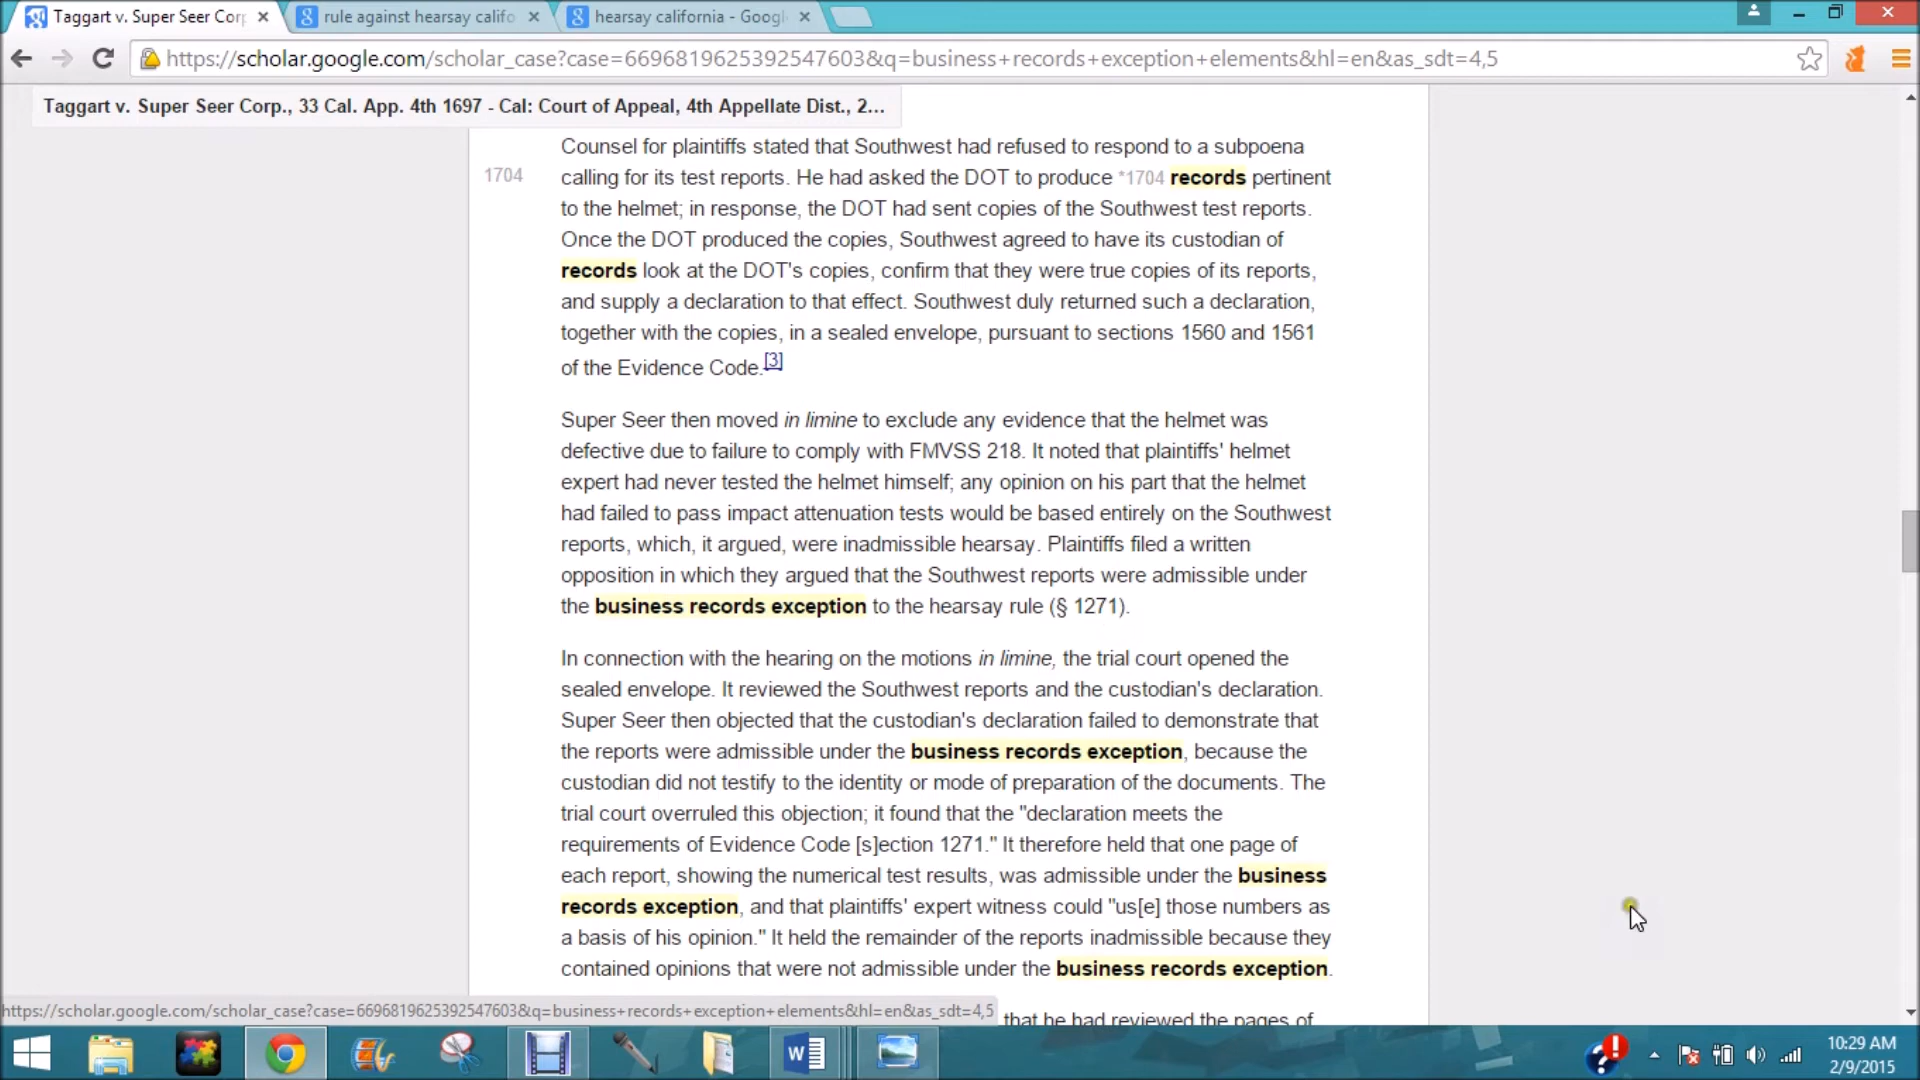 Taggart v. Super Seer Corp
rule against hearsay califo
hearsay california - Googl
https://scholar.google.com/scholar_case?case=6696819625392547603&q=business+records+exception+elements&hl=en&as_sdt=4,5
Taggart v. Super Seer Corp., 33 Cal. App. 4th 1697 - Cal: Court of Appeal, 4th Appellate Dist., 2...
Counsel for plaintiffs stated that Southwest had refused to respond to a subpoena
1704 calling for its test reports. He had asked the DOT to produce *1704 records pertinent
to the helmet; in response, the DOT had sent copies of the Southwest test reports.
Once the DOT produced the copies, Southwest agreed to have its custodian of
records look at the DOT's copies, confirm that they were true copies of its reports,
and supply a declaration to that effect. Southwest duly returned such a declaration,
together with the copies, in a sealed envelope, pursuant to sections 1560 and 1561
of the Evidence Code.[3]
Super Seer then moved in limine to exclude any evidence that the helmet was
defective due to failure to comply with FMVSS 218. It noted that plaintiffs' helmet
expert had never tested the helmet himself; any opinion on his part that the helmet
had failed to pass impact attenuation tests would be based entirely on the Southwest
reports, which, it argued, were inadmissible hearsay. Plaintiffs filed a written
opposition in which they argued that the Southwest reports were admissible under
the business records exception to the hearsay rule (§ 1271).
In connection with the hearing on the motions in limine, the trial court opened the
sealed envelope. It reviewed the Southwest reports and the custodian's declaration.
Super Seer then objected that the custodian's declaration failed to demonstrate that
the reports were admissible under the business records exception, because the
custodian did not testify to the identity or mode of preparation of the documents. The
trial court overruled this objection; it found that the "declaration meets the
requirements of Evidence Code [s]ection 1271." It therefore held that one page of
each report, showing the numerical test results, was admissible under the business
records exception, and that plaintiffs' expert witness could "us[e] those numbers as
a basis of his opinion." It held the remainder of the reports inadmissible because they
contained opinions that were not admissible under the business records exception.
https://scholar.google.com/scholar_case?case=6696819625392547603&q=business+records+exception+elements&hl=en&as_sdt=4,5
that he had reviewed the pages of
10:29 AM
2/9/2015